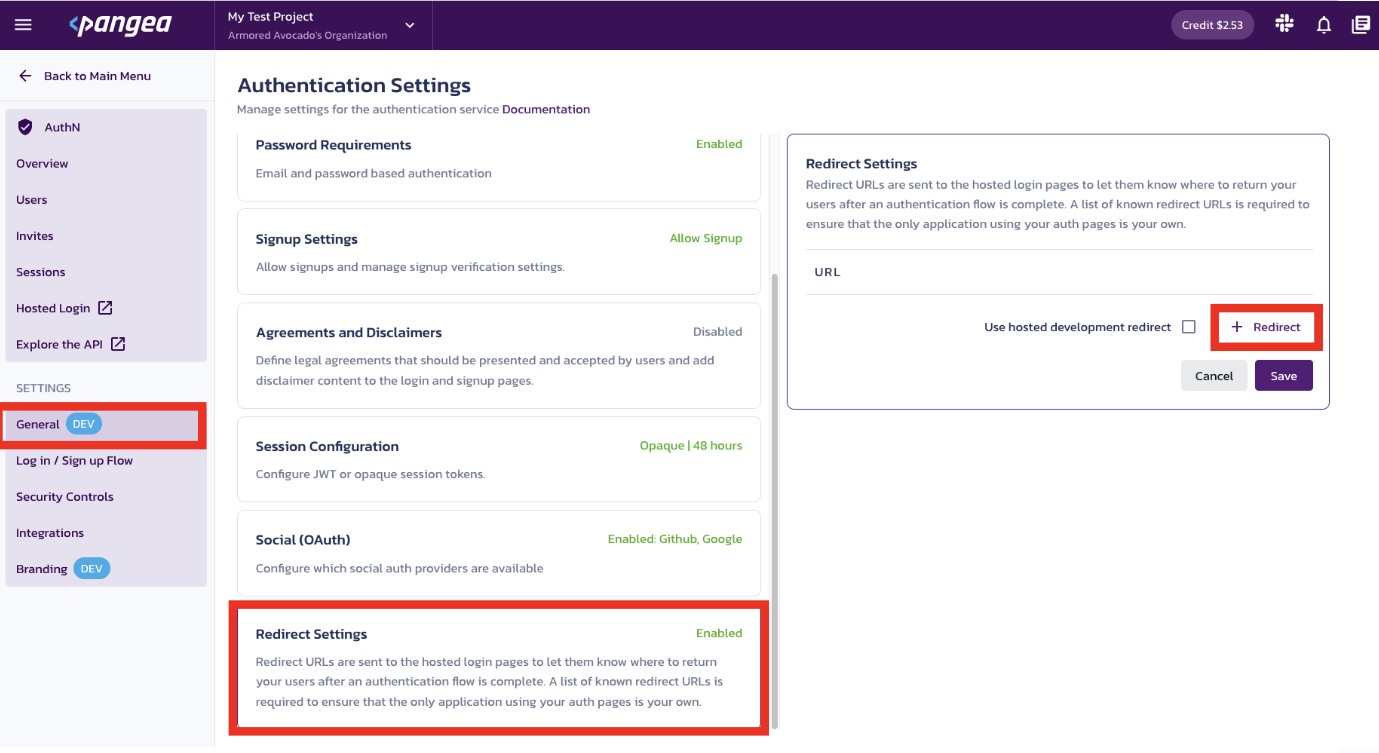 pangea
My Test Project
Armored Avocado's Organization
Credit $2.53
Back to Main Menu
AuthN
Overview
Users
Invites
Sessions
Hosted Login
Explore the API
SETTINGS
General DEV
Log in / Sign up Flow
Security Controls
Integrations
Branding DEV
Authentication Settings
Manage settings for the authentication service Documentation
Password Requirements Enabled
Email and password based authentication
Signup Settings Allow Signup
Allow signups and manage signup verification settings.
Agreements and Disclaimers Disabled
Define legal agreements that should be presented and accepted by users and add
disclaimer content to the login and signup pages.
Session Configuration Opaque | 48 hours
Configure JWT or opaque session tokens.
Social (OAuth) Enabled: Github, Google
Configure which social auth providers are available
Redirect Settings Enabled
Redirect URLs are sent to the hosted login pages to let them know where to return
your users after an authentication flow is complete. A list of known redirect URLs is
required to ensure that the only application using your auth pages is your own.
Redirect Settings
Redirect URLs are sent to the hosted login pages to let them know where to return your
users after an authentication flow is complete. A list of known redirect URLs is required to
ensure that the only application using your auth pages is your own.
URL
Use hosted development redirect + Redirect
Cancel Save